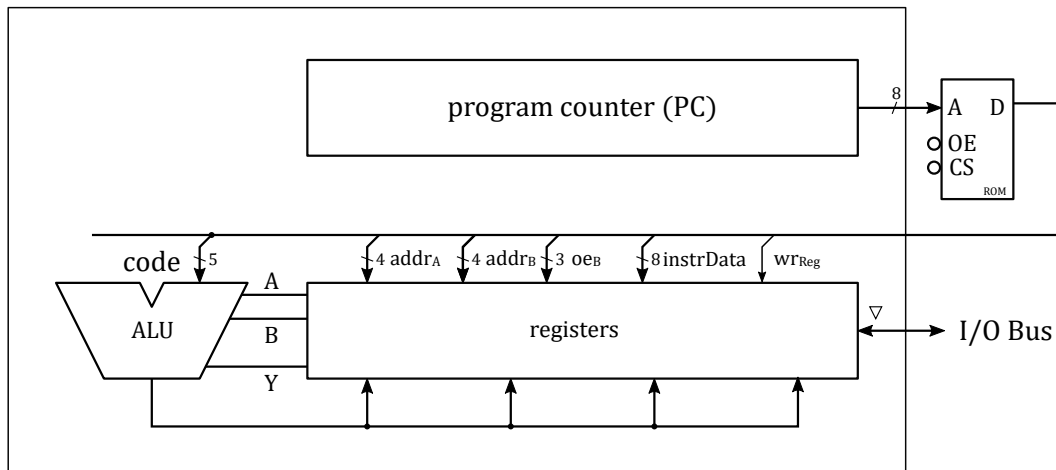 program counter (PC)
8
A D
OE
CS
ROM
code
5
4 addrA
4 addrB
3 oeB
8 instrData
wrReg
A
ALU
B
registers
▽
I/O Bus
Y